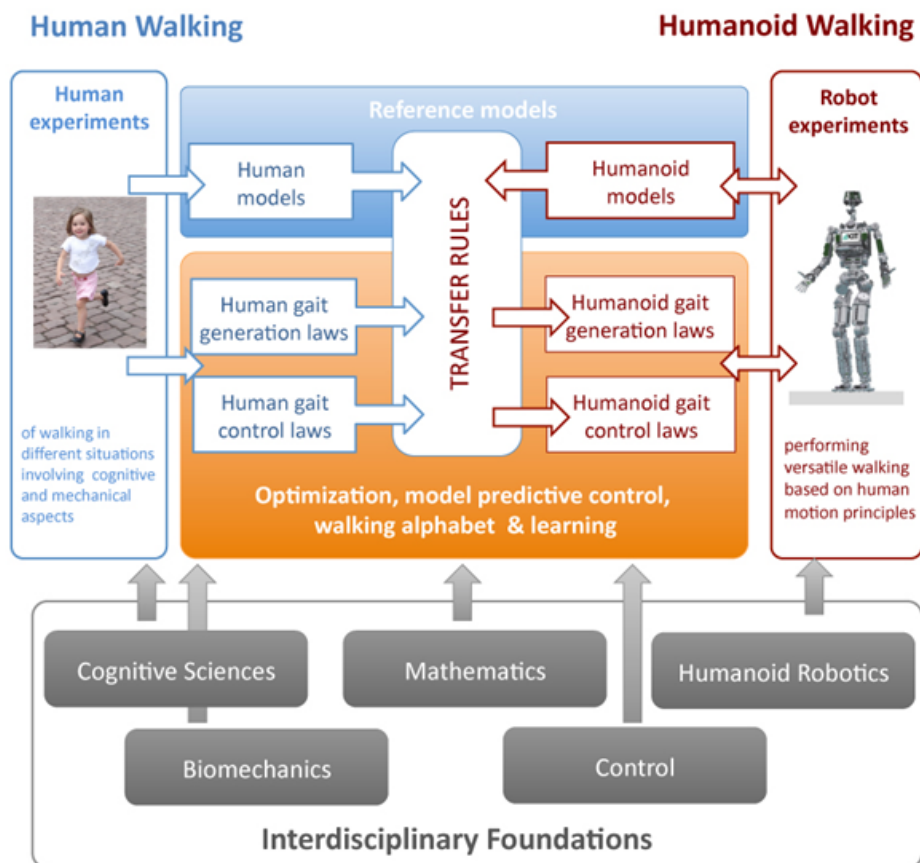 Human Walking
Humanoid Walking
Human
experiments
of walking in
different situations
involving cognitive
and mechanical
aspects
Reference models
Human
models
Humanoid
models
TRANSFER RULES
Human gait
generation laws
Humanoid gait
generation laws
Human gait
control laws
Humanoid gait
control laws
Optimization, model predictive control,
walking alphabet & learning
Robot
experiments
performing
versatile walking
based on human
motion principles
Cognitive Sciences
Mathematics
Humanoid Robotics
Biomechanics
Control
Interdisciplinary Foundations